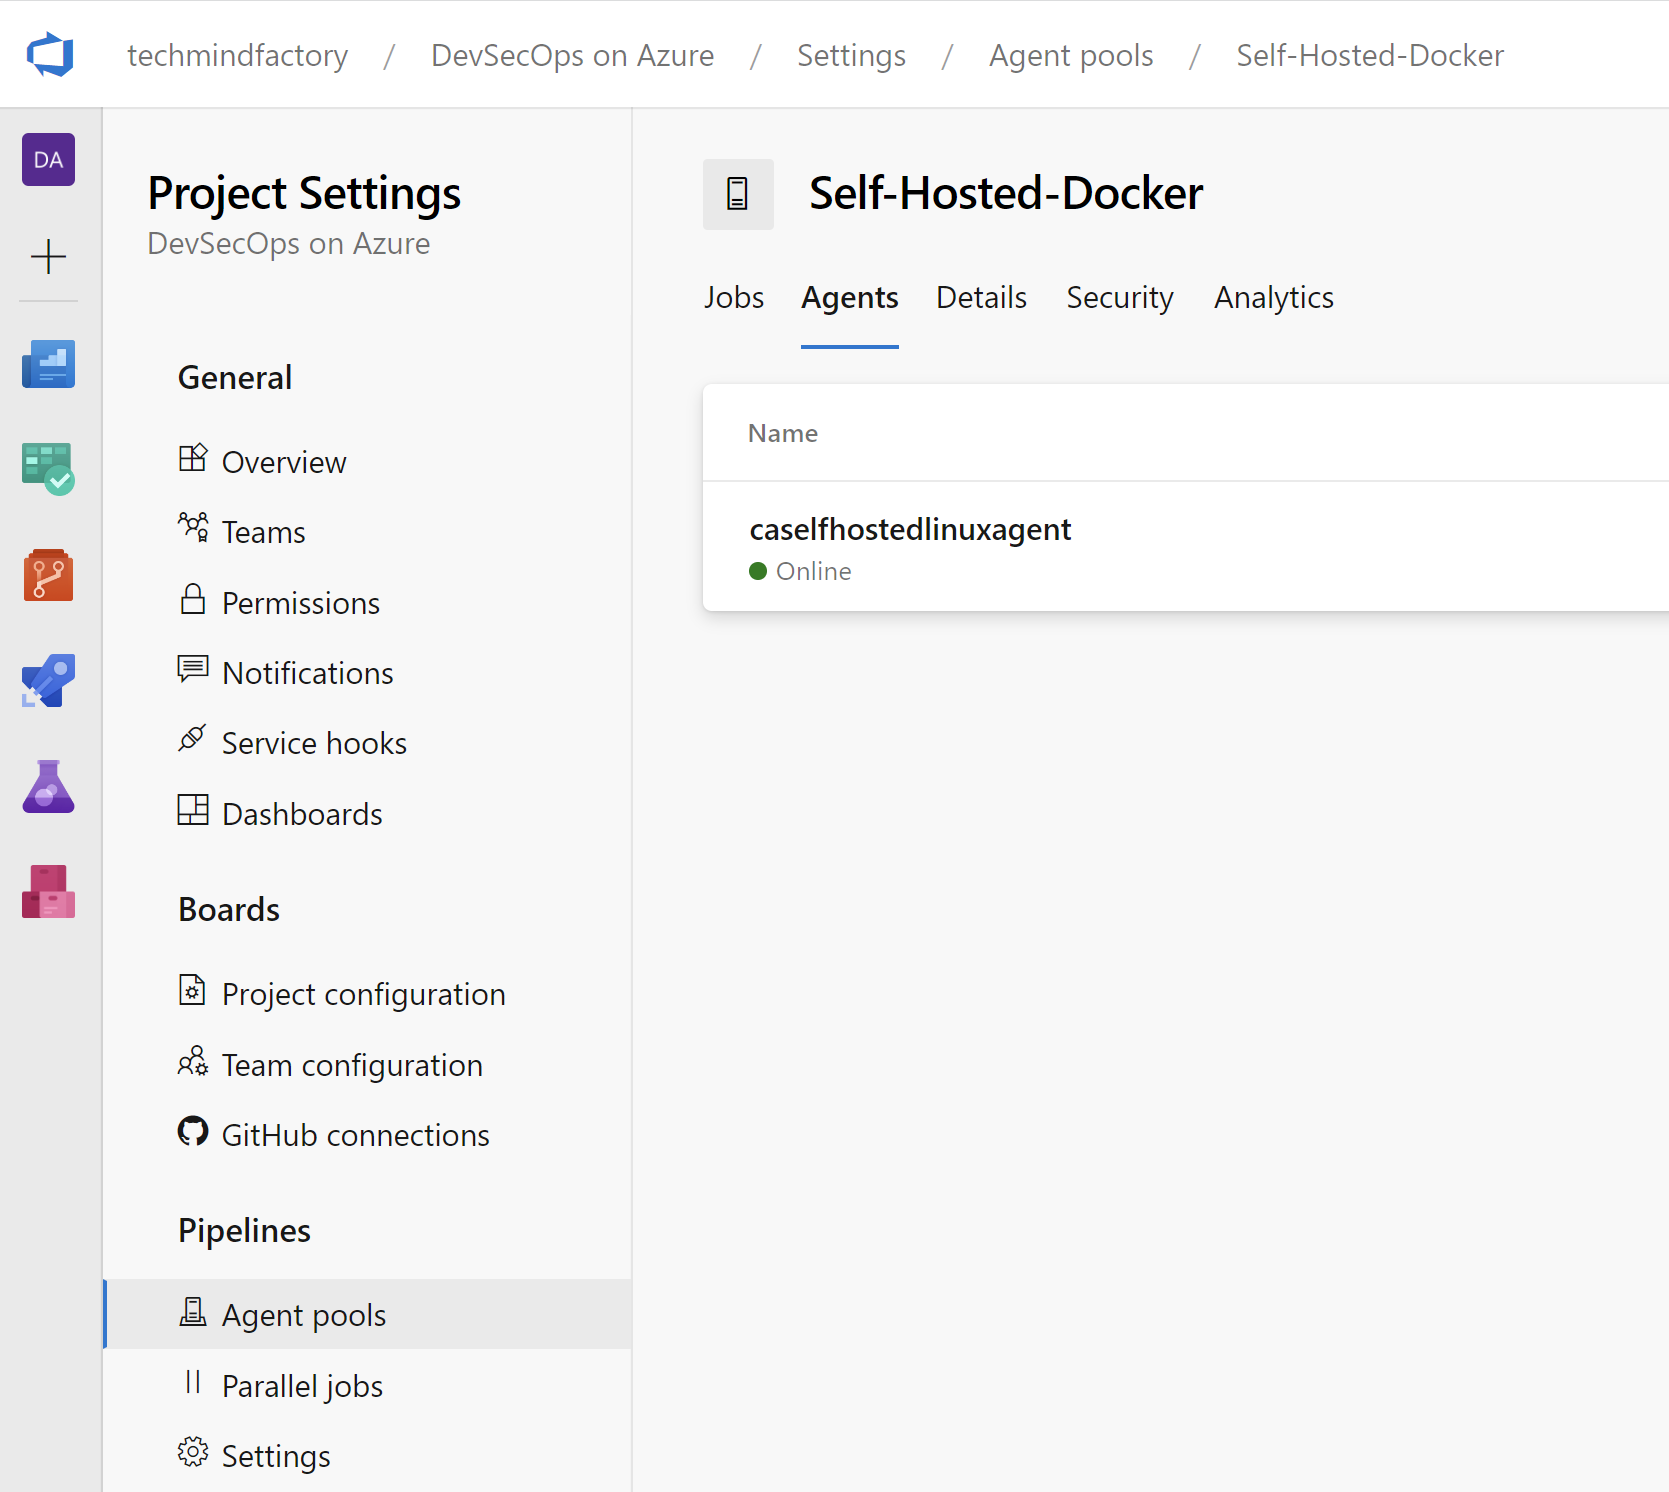 techmindfactory / DevSecOps on Azure / Settings / Agent pools / Self-Hosted-Docker
DA
Project Settings
DevSecOps on Azure
General
Overview
Teams
Permissions
Notifications
Service hooks
Dashboards
Boards
Project configuration
Team configuration
GitHub connections
Pipelines
Agent pools
Parallel jobs
Settings
Self-Hosted-Docker
Jobs Agents Details Security Analytics
Name
caselfhostedlinuxagent
Online